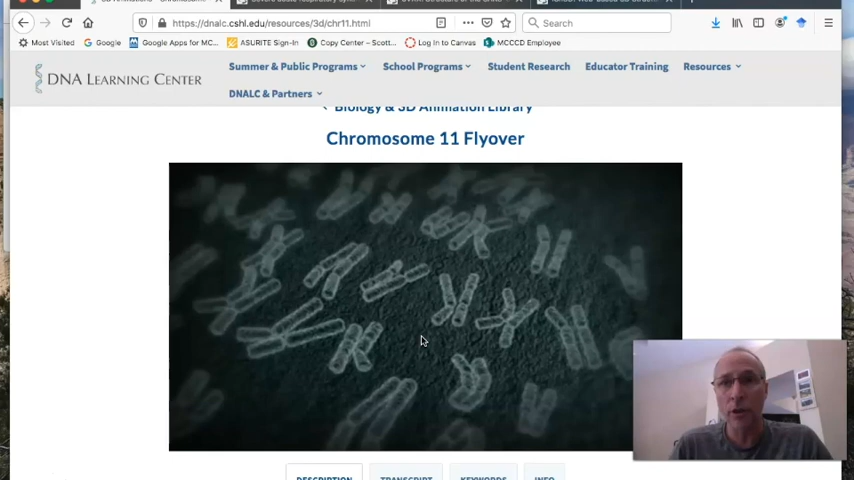 https://dnalc.cshl.edu/resources/3d/chr11.html
Search
Most Visited
Google
Google Apps for MC...
ASURITE Sign-In
Copy Center – Scott...
Log In to Canvas
MCCCD Employee
DNA LEARNING CENTER
Summer & Public Programs
School Programs
Student Research
Educator Training
Resources
DNALC & Partners
Biology & 3D Animation Library
Chromosome 11 Flyover
DESCRIPTION
TRANSCRIPT
KEYWORDS
INFO